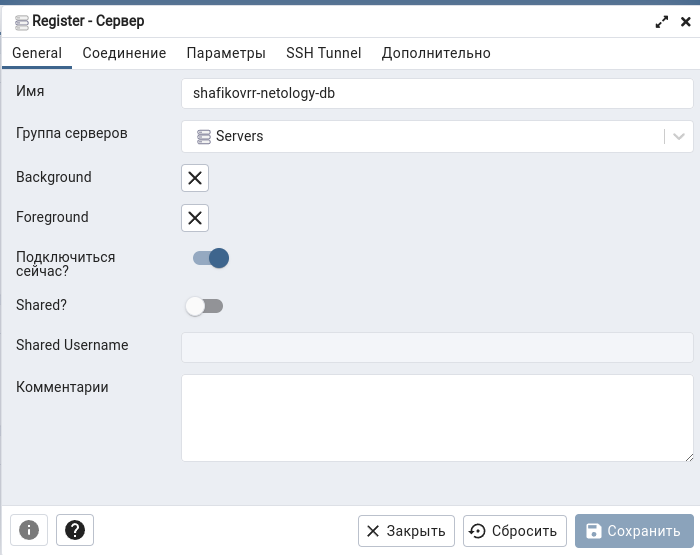 Register - Сервер
General Соединение Параметры SSH Tunnel Дополнительно
Имя shafikovrr-netology-db
Группа серверов Servers
Background
Foreground
Подключиться
сейчас?
Shared?
Shared Username
Комментарии
Закрыть Сбросить Сохранить